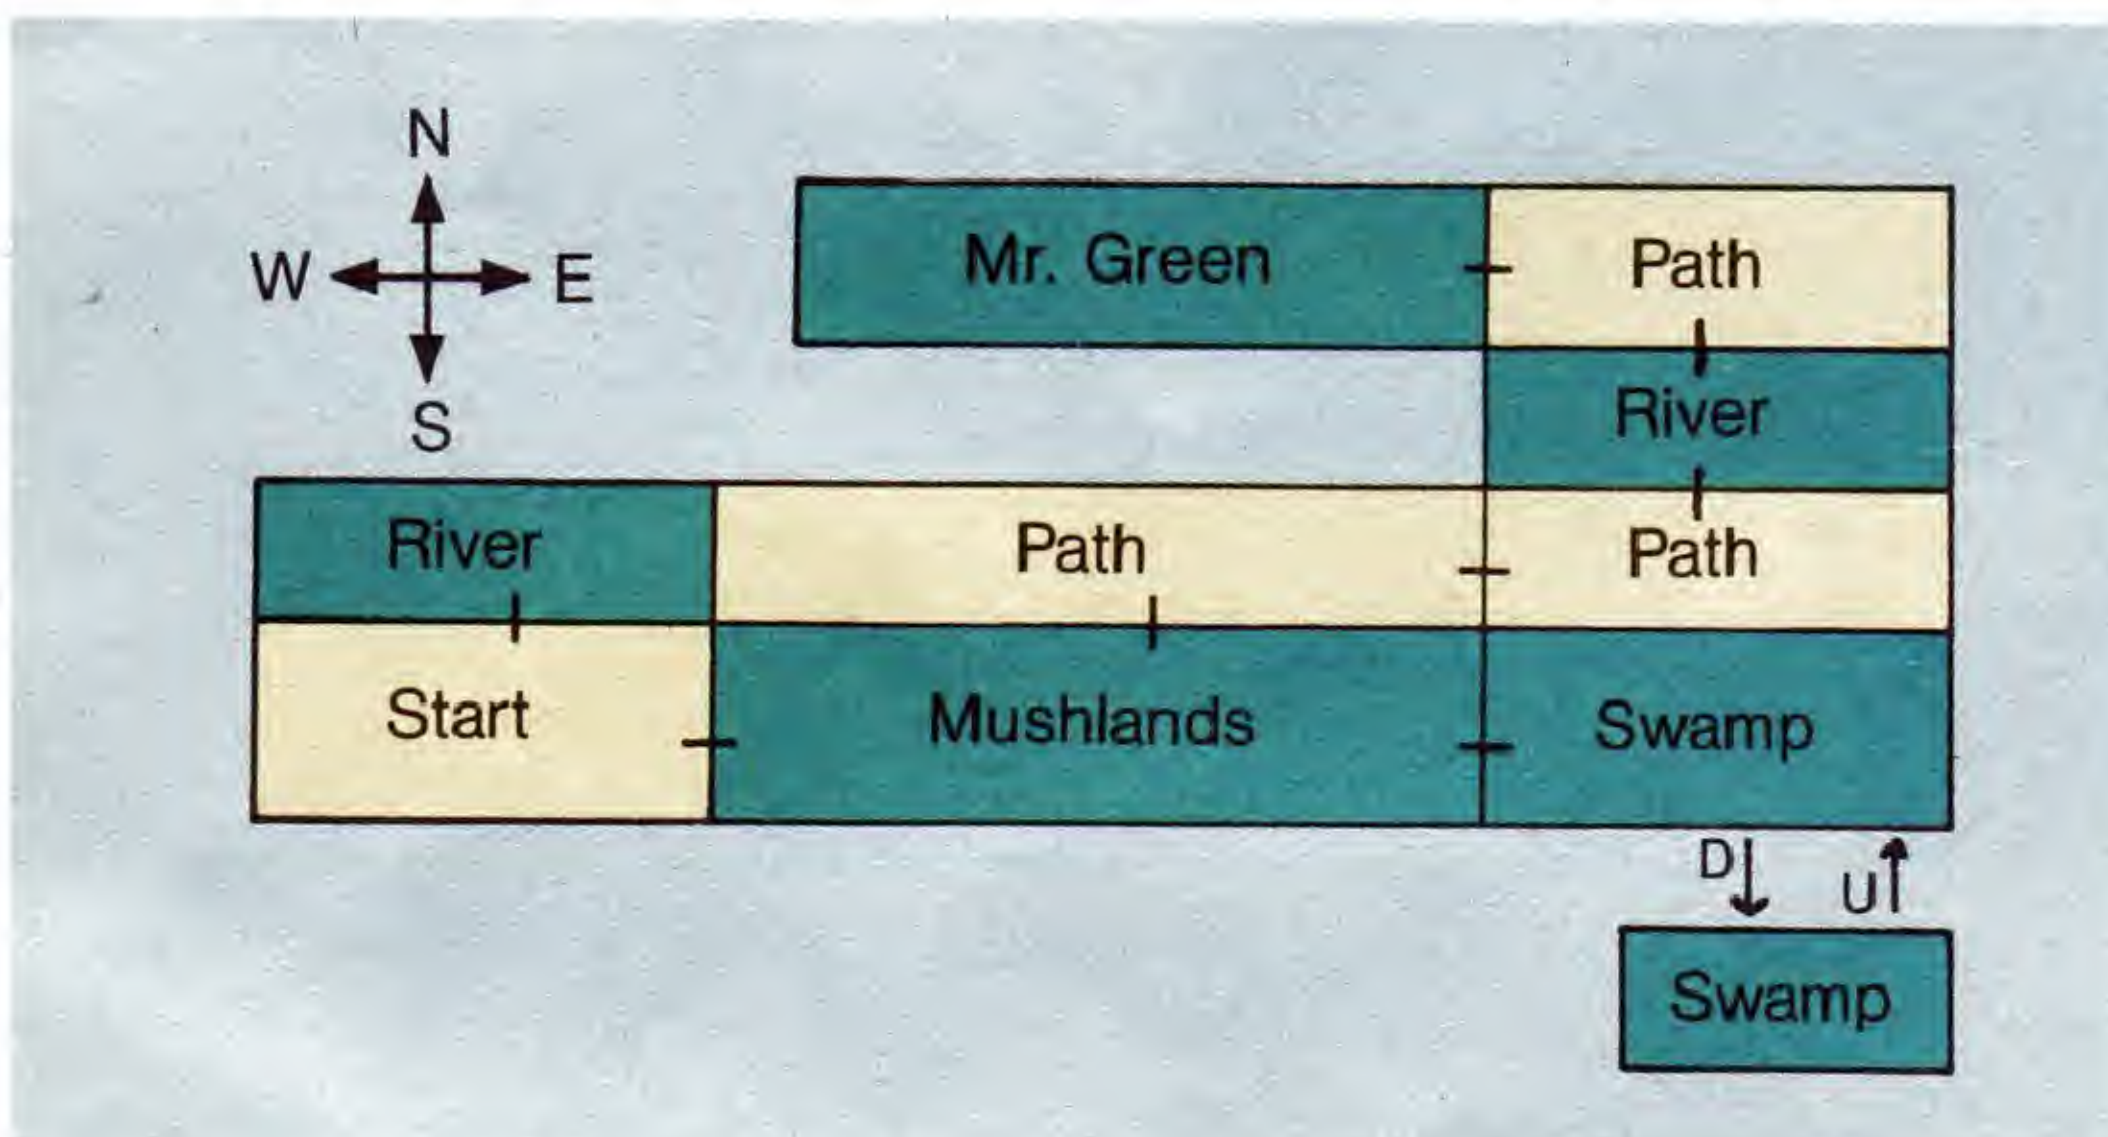 N
W E
S
Mr. Green Path
River
River Path Path
Start Mushlands Swamp
D U
Swamp